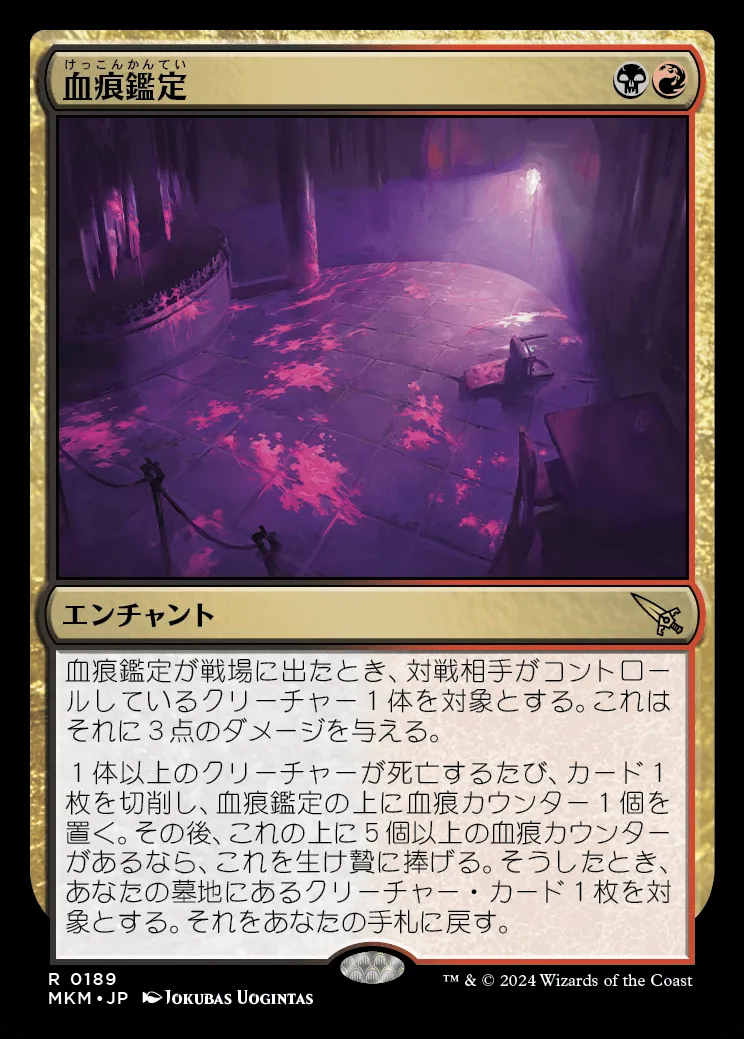 けっこんかんてい
血痕鑑定
エンチャント
血痕鑑定が戦場に出たとき、対戦相手がコントロー
ルしているクリーチャー1体を対象とする。これは
それに3点のダメージを与える。
1体以上のクリーチャーが死亡するたび、カード1
枚を切削し、血痕鑑定の上に血痕カウンター1個を
置く。その後、これの上に5個以上の血痕カウンター
があるなら、これを生け贄に捧げる。そうしたとき、
あなたの墓地にあるクリーチャー・カード1枚を対
象とする。それをあなたの手札に戻す。
R 0189
MKM•JP Jokubas Uogintas
™ & © 2024 Wizards of the Coast